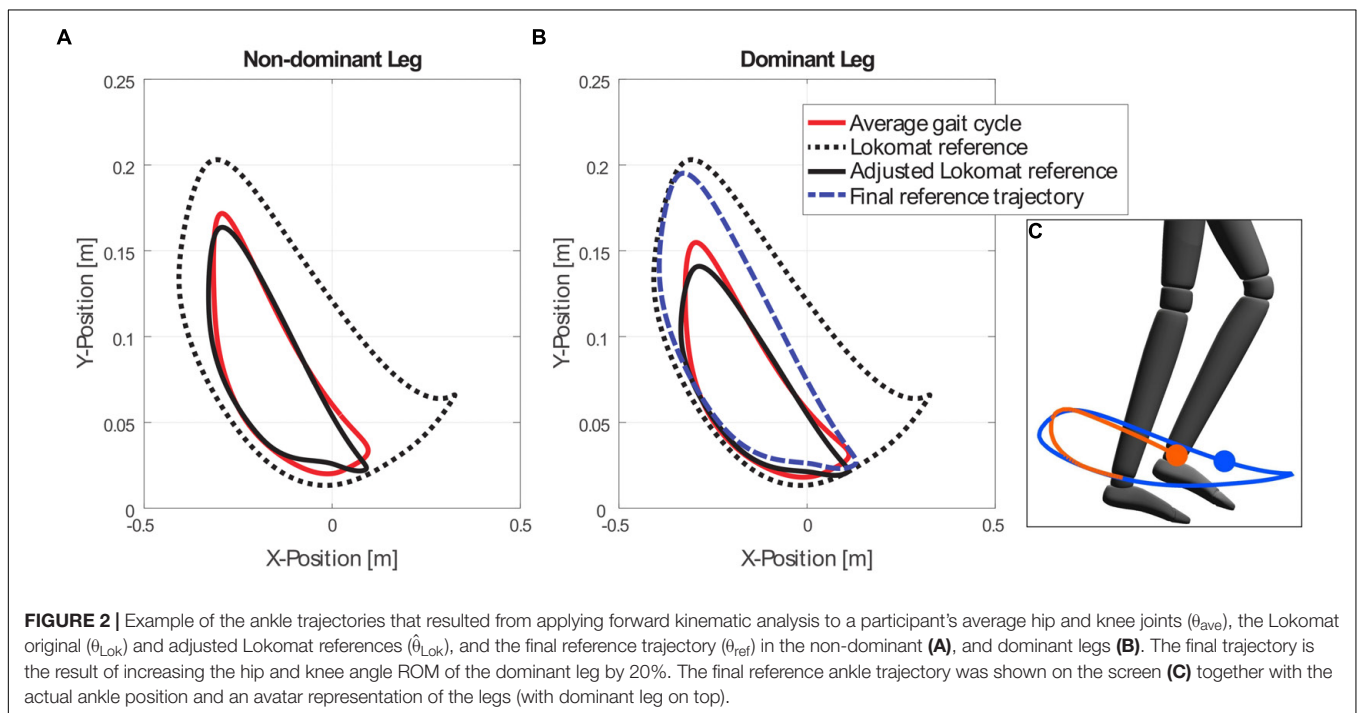 A
Non-dominant Leg
0.25
0.2
0.15
0.1
0.05
0
-0.5
0
0.5
Y-Position [m]
X-Position [m]
B
Dominant Leg
0.25
0.2
0.15
0.1
0.05
0
-0.5
0
0.5
Y-Position [m]
X-Position [m]
Average gait cycle
Lokomat reference
Adjusted Lokomat reference
Final reference trajectory
C
FIGURE 2 | Example of the ankle trajectories that resulted from applying forward kinematic analysis to a participant's average hip and knee joints (θave), the Lokomat
original (θLok) and adjusted Lokomat references (θ̂Lok), and the final reference trajectory (θref) in the non-dominant (A), and dominant legs (B). The final trajectory is
the result of increasing the hip and knee angle ROM of the dominant leg by 20%. The final reference ankle trajectory was shown on the screen (C) together with the
actual ankle position and an avatar representation of the legs (with dominant leg on top).